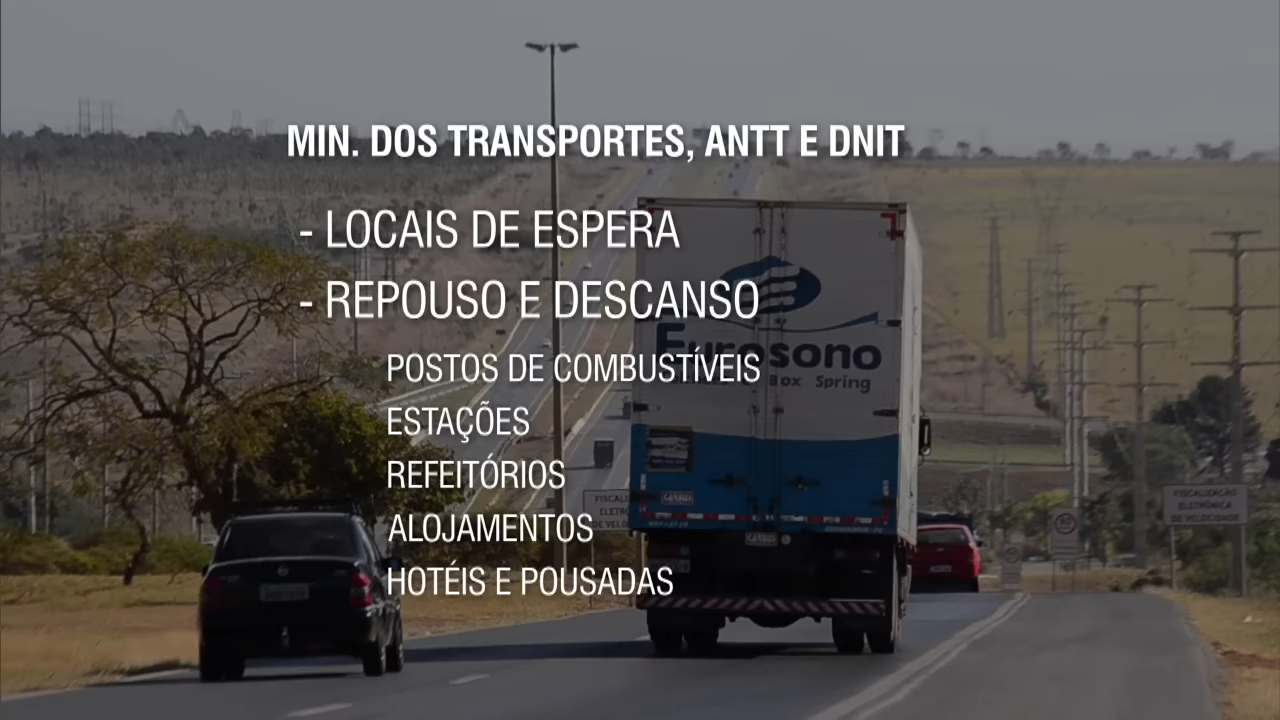 MIN. DOS TRANSPORTES, ANTT E DNIT
- LOCAIS DE ESPERA
- REPOUSO E DESCANSO
Eurosono
POSTOS DE COMBUSTÍVEIS
Box Spring
ESTAÇÕES
REFEITÓRIOS
ALOJAMENTOS
HOTÉIS E POUSADAS
FISCALIZAÇÃO
ELETRÔNICA
DE VELOCIDADE
80